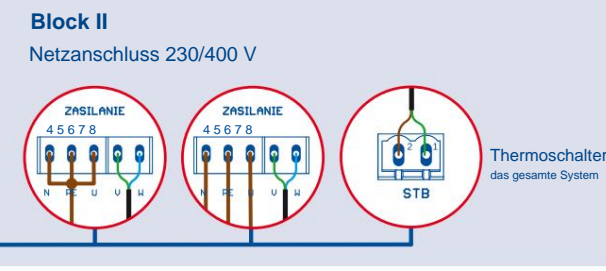 Block II
Netzanschluss 230/400 V
ZASILANIE
4 5 6 7 8
N PE U V W
ZASILANIE
4 5 6 7 8
N PE U V W
2 1
STB
Thermoschalter
das gesamte System